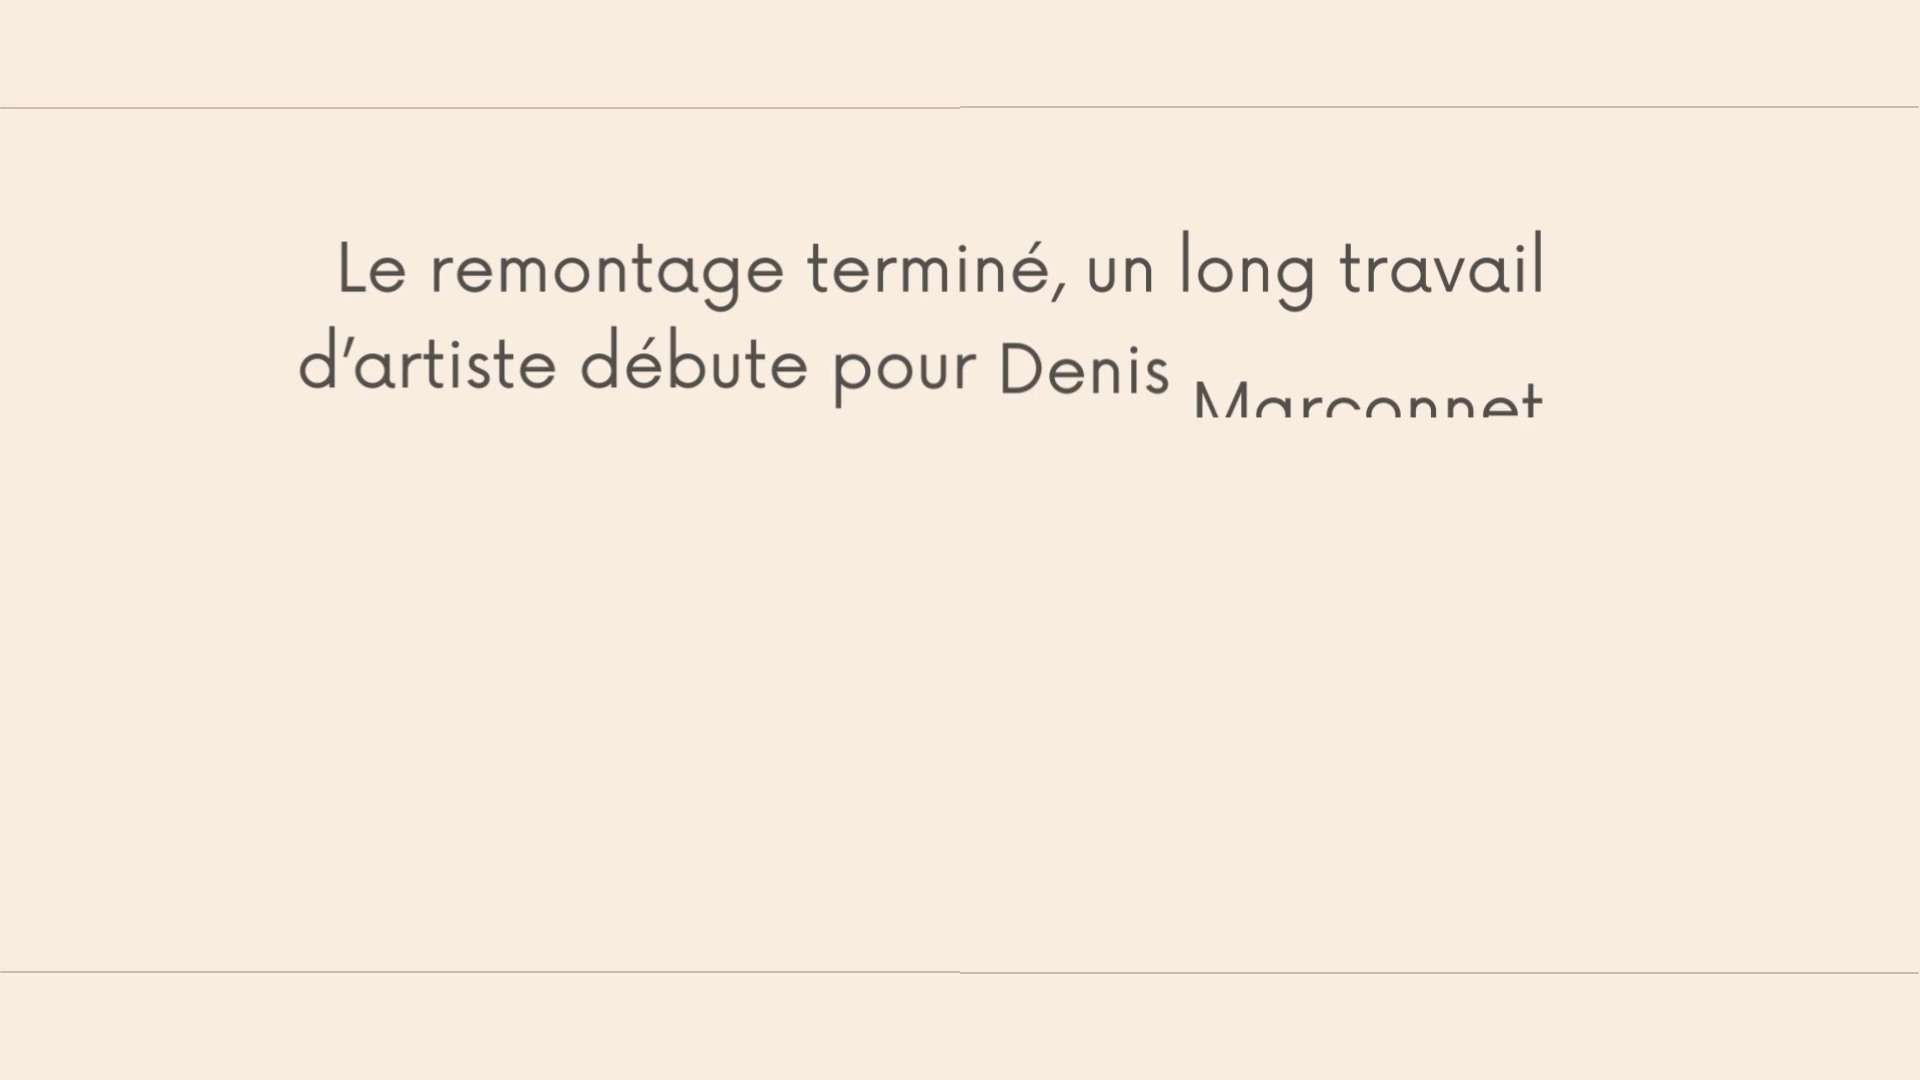 Le remontage terminé, un long travail
d’artiste débute pour Denis Marconnet